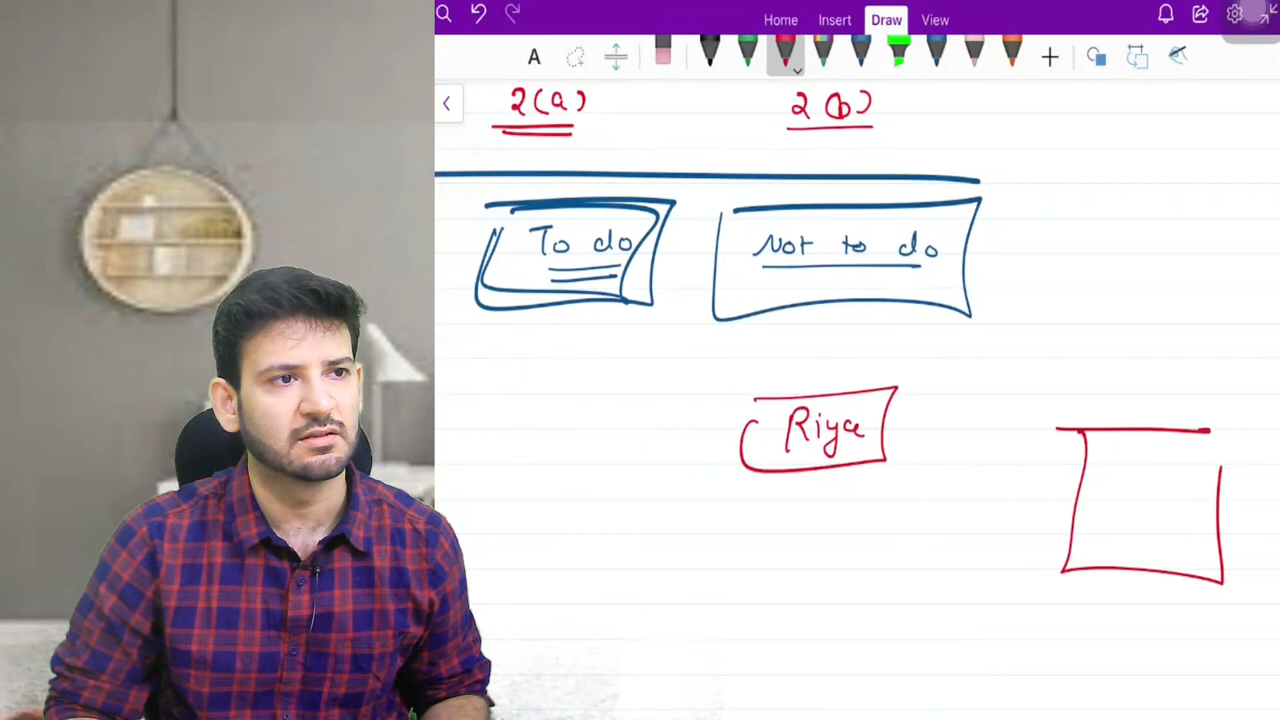 Home Insert Draw View
A
2(a) 2(b)
To do Not to do
Riya